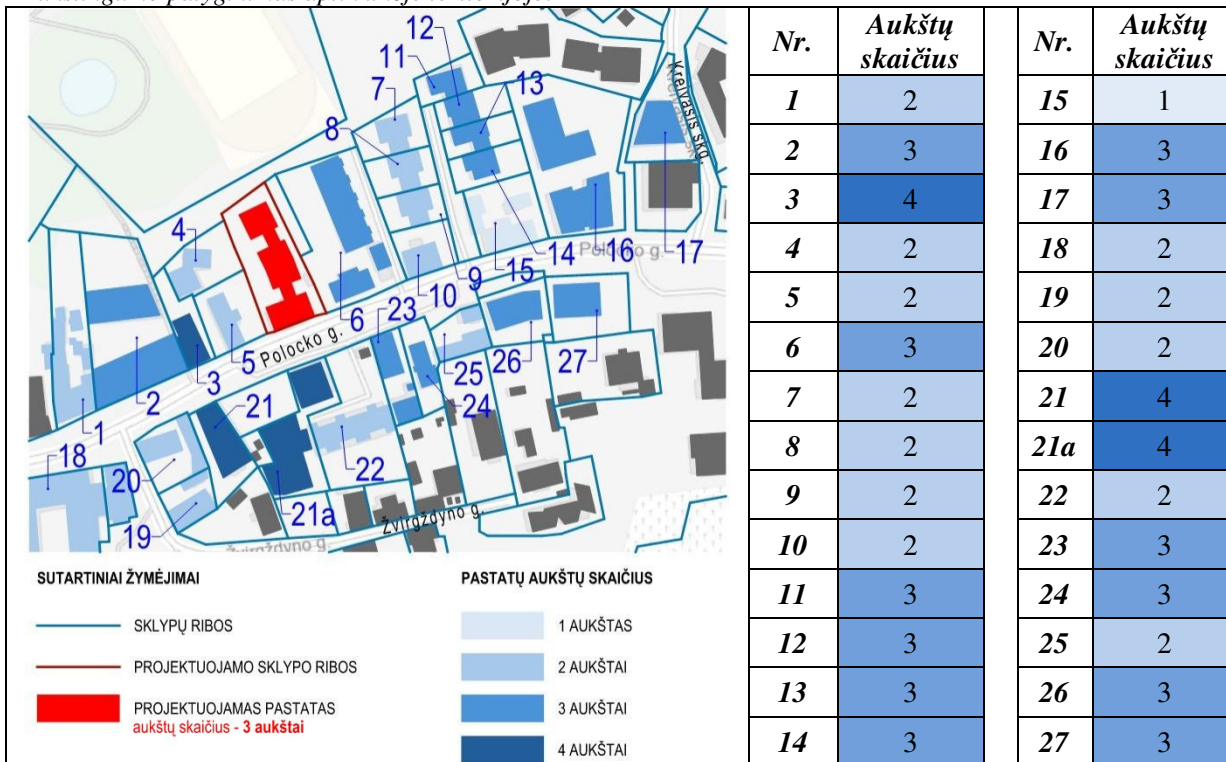 12
11
13
7
8
4
Kreivasis skg.
14
16
17
15
Polocko g.
9
10
6
23
5
Polocko g.
3
2
1
25
26
27
24
21
22
18
20
19
21a
Žvirgždyno g.
Žvirgždyno g.
SUTARTINIAI ŽYMĖJIMAI
SKLYPŲ RIBOS
PROJEKTUOJAMO SKLYPO RIBOS
PROJEKTUOJAMAS PASTATAS
aukštų skaičius - 3 aukštai
PASTATŲ AUKŠTŲ SKAIČIUS
1 AUKŠTAS
2 AUKŠTAI
3 AUKŠTAI
4 AUKŠTAI
Nr. Aukštų skaičius
1 2
2 3
3 4
4 2
5 2
6 3
7 2
8 2
9 2
10 2
11 3
12 3
13 3
14 3
Nr. Aukštų skaičius
15 1
16 3
17 3
18 2
19 2
20 2
21 4
21a 4
22 2
23 3
24 3
25 2
26 3
27 3